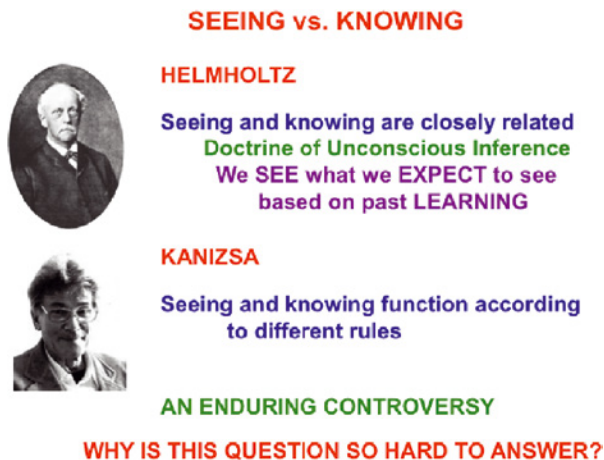 SEEING vs. KNOWING
HELMHOLTZ
Seeing and knowing are closely related
Doctrine of Unconscious Inference
We SEE what we EXPECT to see
based on past LEARNING
KANIZSA
Seeing and knowing function according
to different rules
AN ENDURING CONTROVERSY
WHY IS THIS QUESTION SO HARD TO ANSWER?